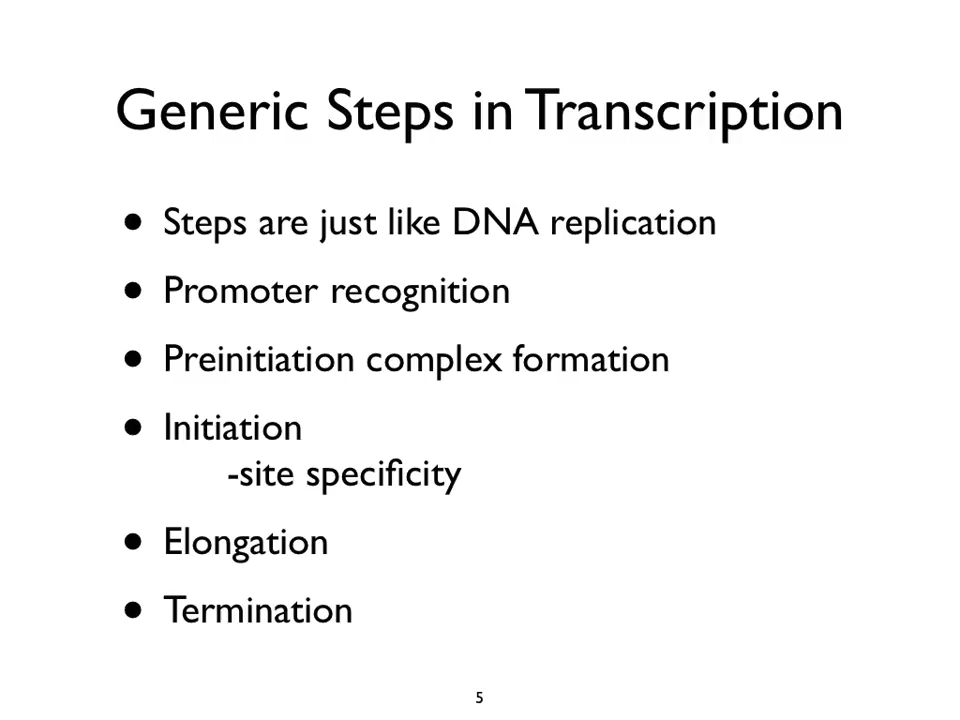 Generic Steps in Transcription
• Steps are just like DNA replication
• Promoter recognition
• Preinitiation complex formation
• Initiation
-site specificity
• Elongation
• Termination
5